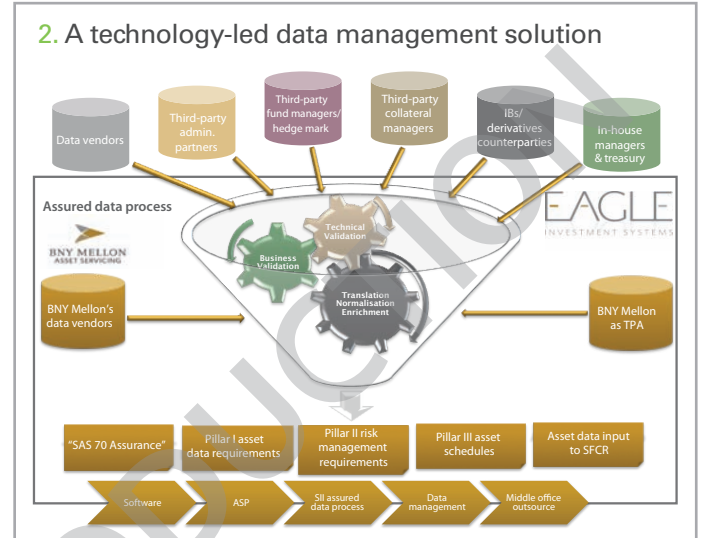 2. A technology-led data management solution
Data vendors
Third-party
admin.
partners
Third-party
fund managers/
hedge mark
Third-party
collateral
managers
IBs/
derivatives
counterparties
In-house
managers
& treasury
Assured data process
BNY MELLON
ASSET SERVICING
EAGLE
INVESTMENT SYSTEMS
Technical
Validation
Business
Validation
Translation
Normalisation
Enrichment
BNY Mellon's
data vendors
BNY Mellon
as TPA
"SAS 70 Assurance"
Pillar I asset
data requirements
Pillar II risk
management
requirements
Pillar III asset
schedules
Asset data input
to SFCR
Software
ASP
SII assured
data process
Data
management
Middle office
outsource
ODUCTION